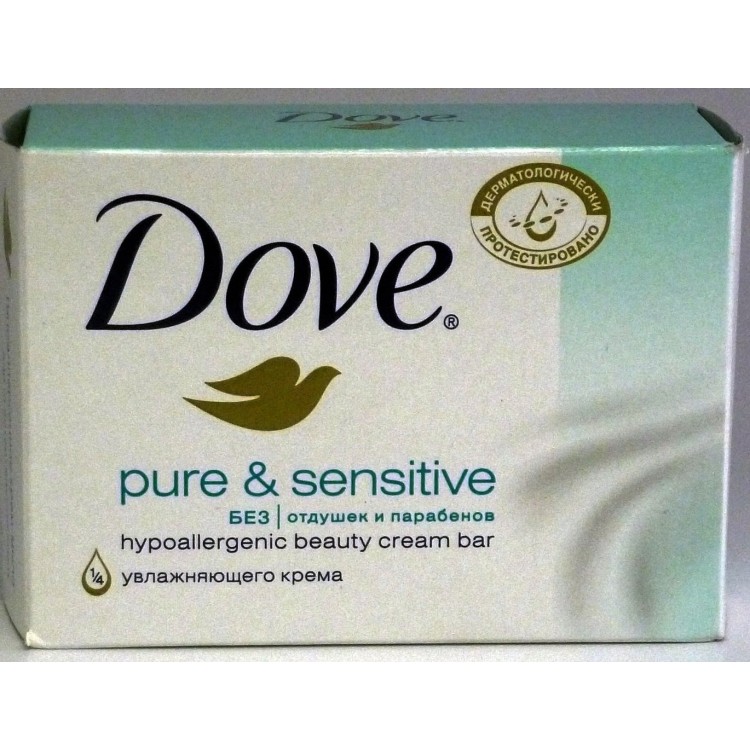 Dove
ДЕРМАТОЛОГИЧЕСКИ
ПРОТЕСТИРОВАНО
Dove®
pure & sensitive
БЕЗ | отдушек и парабенов
hypoallergenic beauty cream bar
1/4 увлажняющего крема